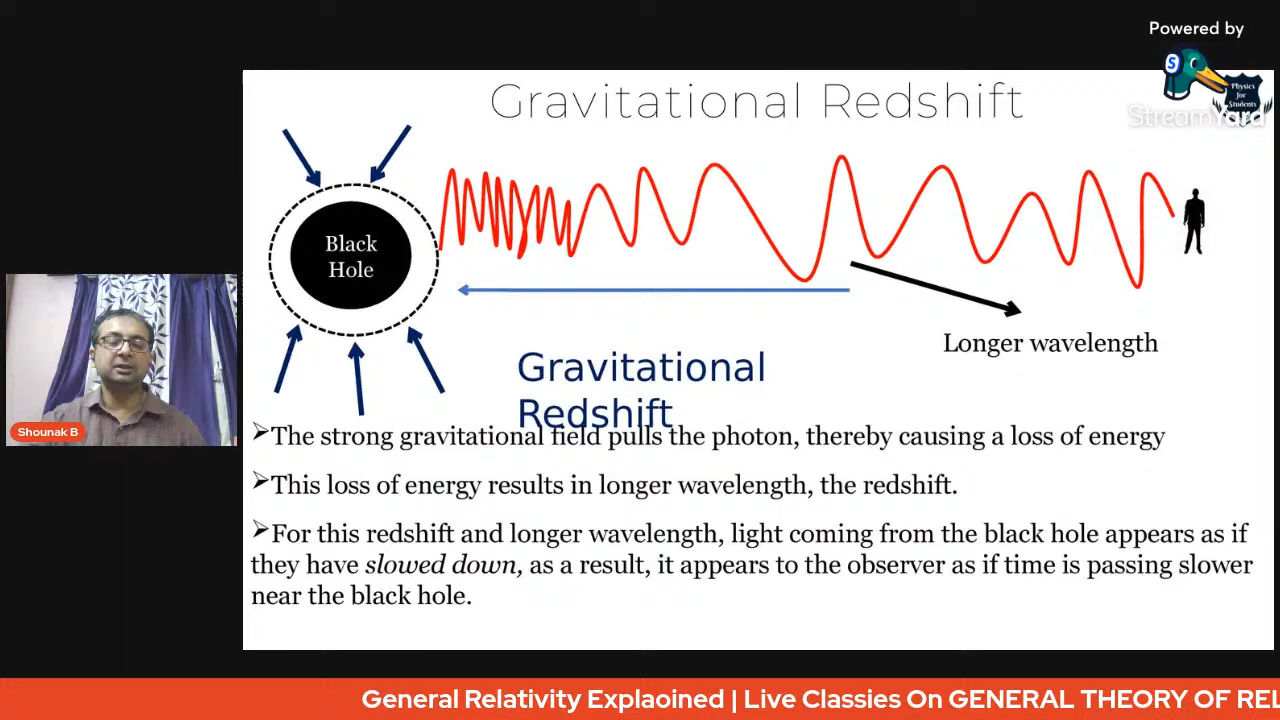 Powered by
S
Physics
for
Students
StreamYard
Gravitational Redshift
Black
Hole
Longer wavelength
Gravitational
Redshift
➢The strong gravitational field pulls the photon, thereby causing a loss of energy
➢This loss of energy results in longer wavelength, the redshift.
➢For this redshift and longer wavelength, light coming from the black hole appears as if
they have slowed down, as a result, it appears to the observer as if time is passing slower
near the black hole.
Shounak B
General Relativity Explaoined | Live Classies On GENERAL THEORY OF REL